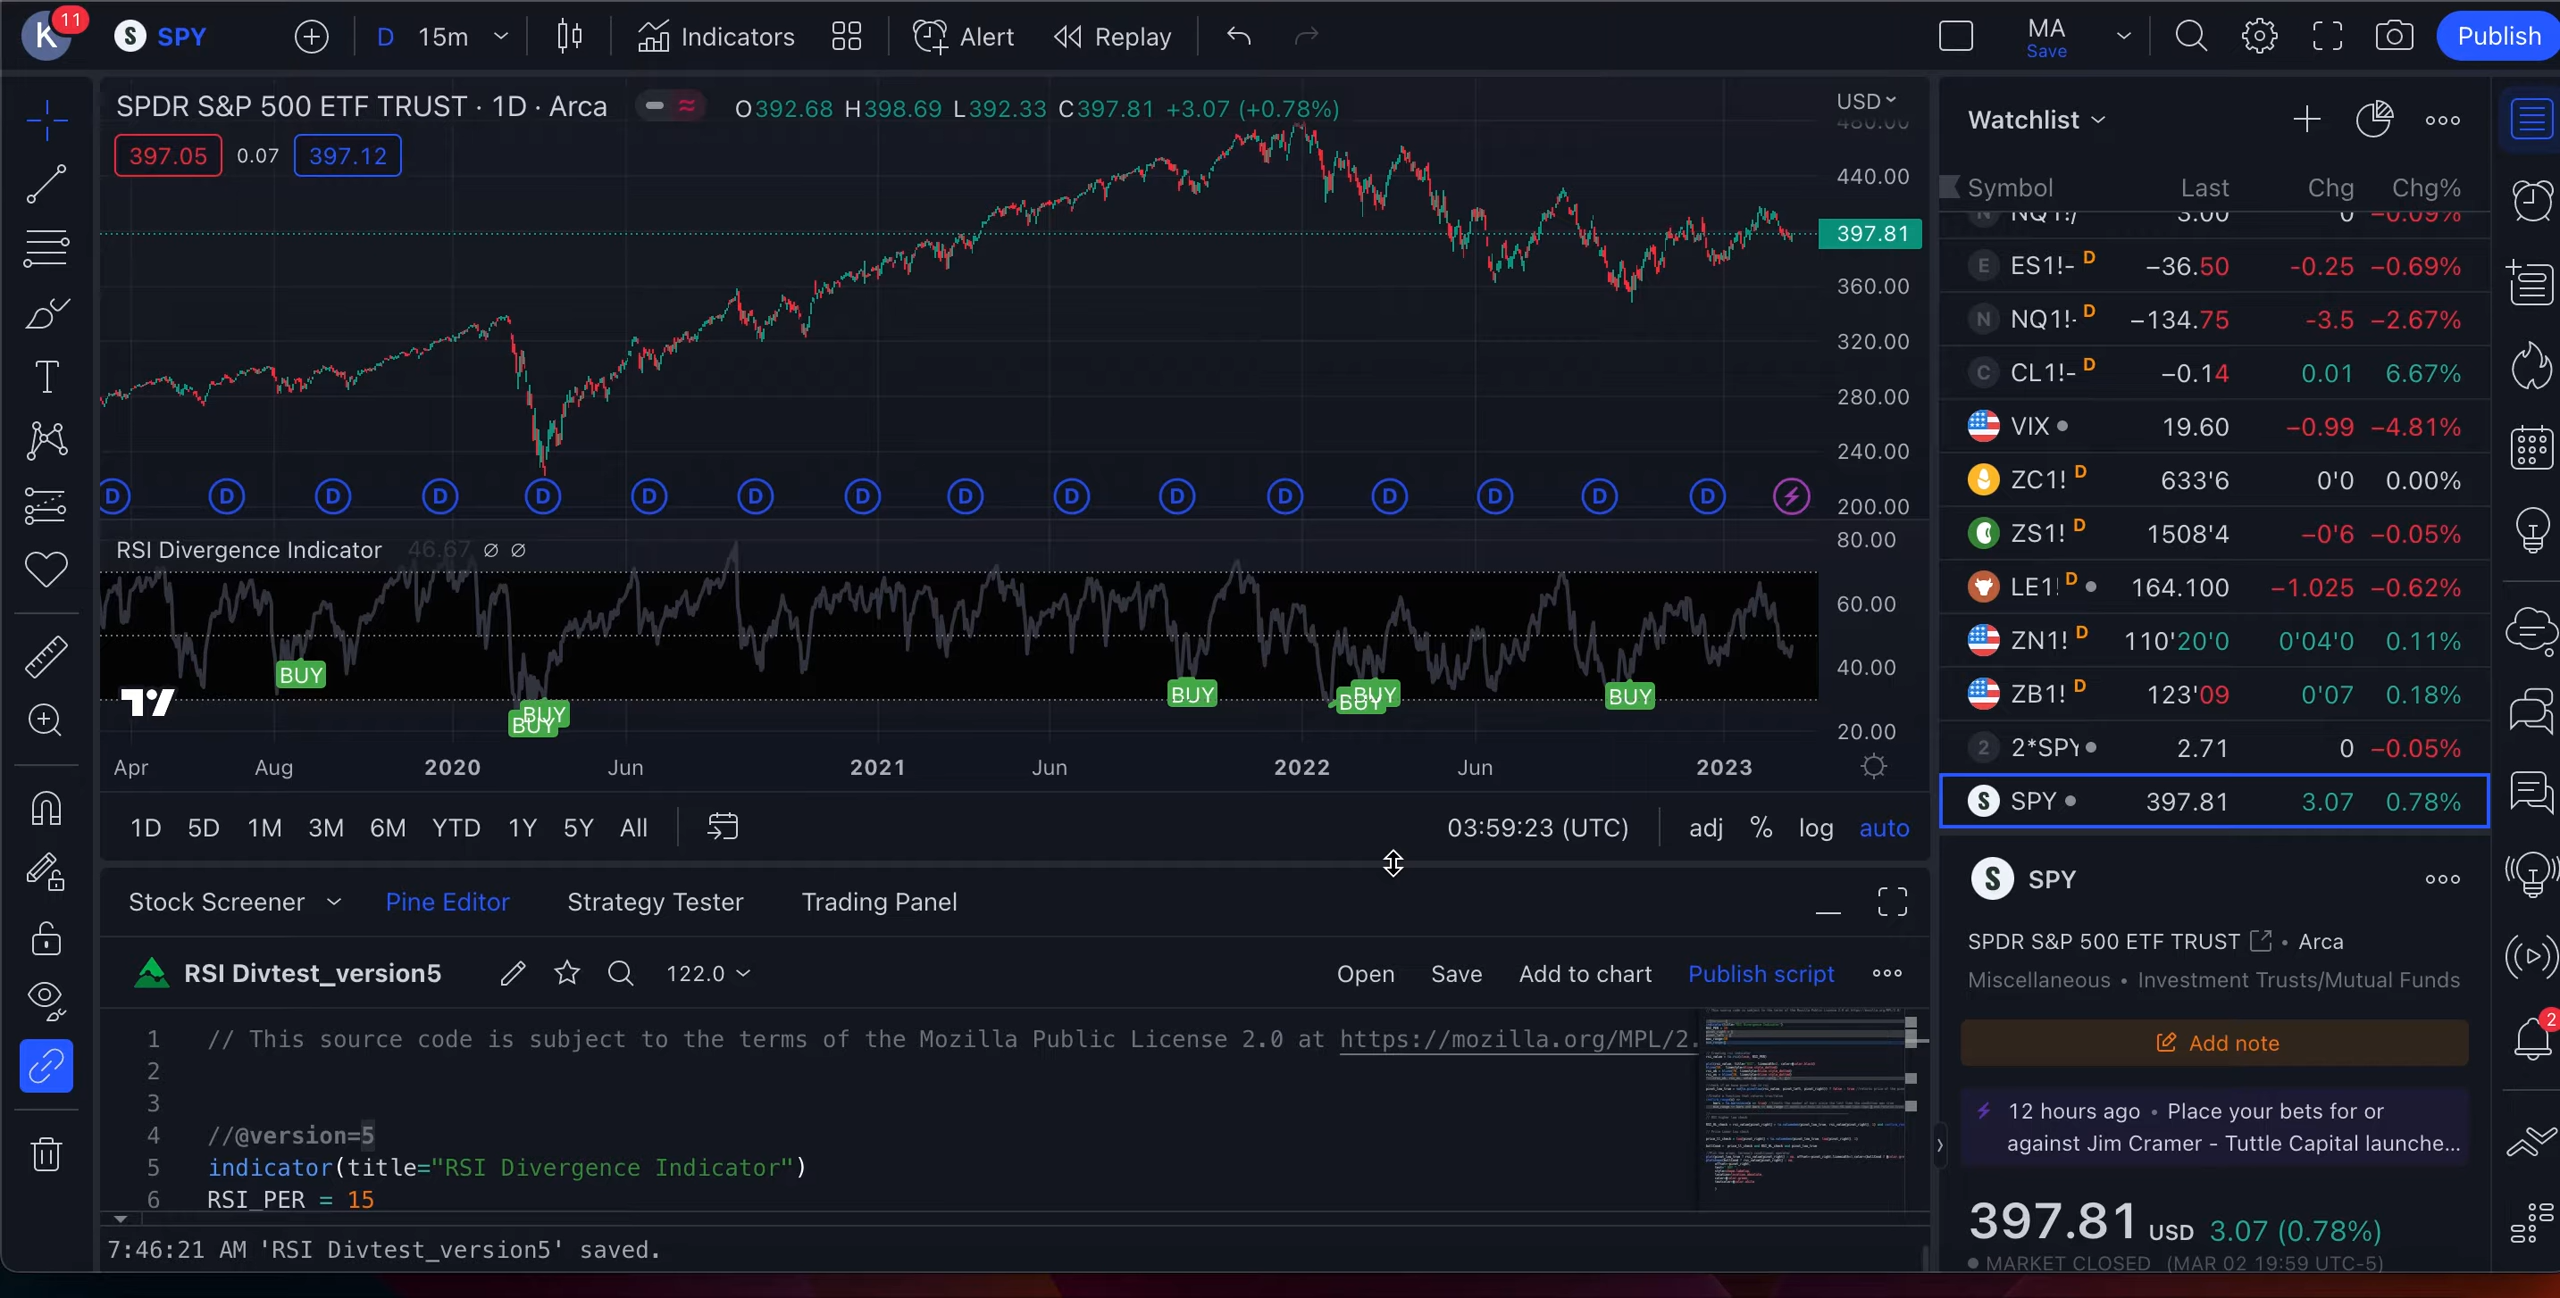 K 11 S SPY D 15m Indicators Alert Replay MA Save Publish
SPDR S&P 500 ETF TRUST · 1D · Arca O392.68 H398.69 L392.33 C397.81 +3.07 (+0.78%)
397.05 0.07 397.12
USD
480.00
440.00
397.81
360.00
320.00
280.00
240.00
200.00
D D D D D D D D D D D D D D D D
RSI Divergence Indicator 46.67 ∅ ∅
80.00
60.00
40.00
20.00
BUY
BUY
BUY
BUY
BUY
BUY
BUY
Apr Aug 2020 Jun 2021 Jun 2022 Jun 2023
1D 5D 1M 3M 6M YTD 1Y 5Y All 03:59:23 (UTC) adj % log auto
Stock Screener Pine Editor Strategy Tester Trading Panel
RSI Divtest_version5 122.0 Open Save Add to chart Publish script
1 // This source code is subject to the terms of the Mozilla Public License 2.0 at https://mozilla.org/MPL/2.
2
3
4 //@version=5
5 indicator(title="RSI Divergence Indicator")
6 RSI_PER = 15
7:46:21 AM 'RSI Divtest_version5' saved.
Watchlist
Symbol Last Chg Chg%
3.00 0 −0.09%
E ES1!- D −36.50 -0.25 −0.69%
N NQ1!- D −134.75 -3.5 −2.67%
C CL1!- D −0.14 0.01 6.67%
VIX 19.60 −0.99 −4.81%
ZC1! D 633'6 0'0 0.00%
ZS1! D 1508'4 −0'6 −0.05%
LE1! D 164.100 −1.025 −0.62%
ZN1! D 110'20'0 0'04'0 0.11%
ZB1! D 123'09 0'07 0.18%
2 2*SPY 2.71 0 −0.05%
S SPY 397.81 3.07 0.78%
S SPY
SPDR S&P 500 ETF TRUST • Arca
Miscellaneous • Investment Trusts/Mutual Funds
Add note
12 hours ago • Place your bets for or
against Jim Cramer - Tuttle Capital launche...
397.81 USD 3.07 (0.78%)
MARKET CLOSED (MAR 02 19:59 UTC-5)
2